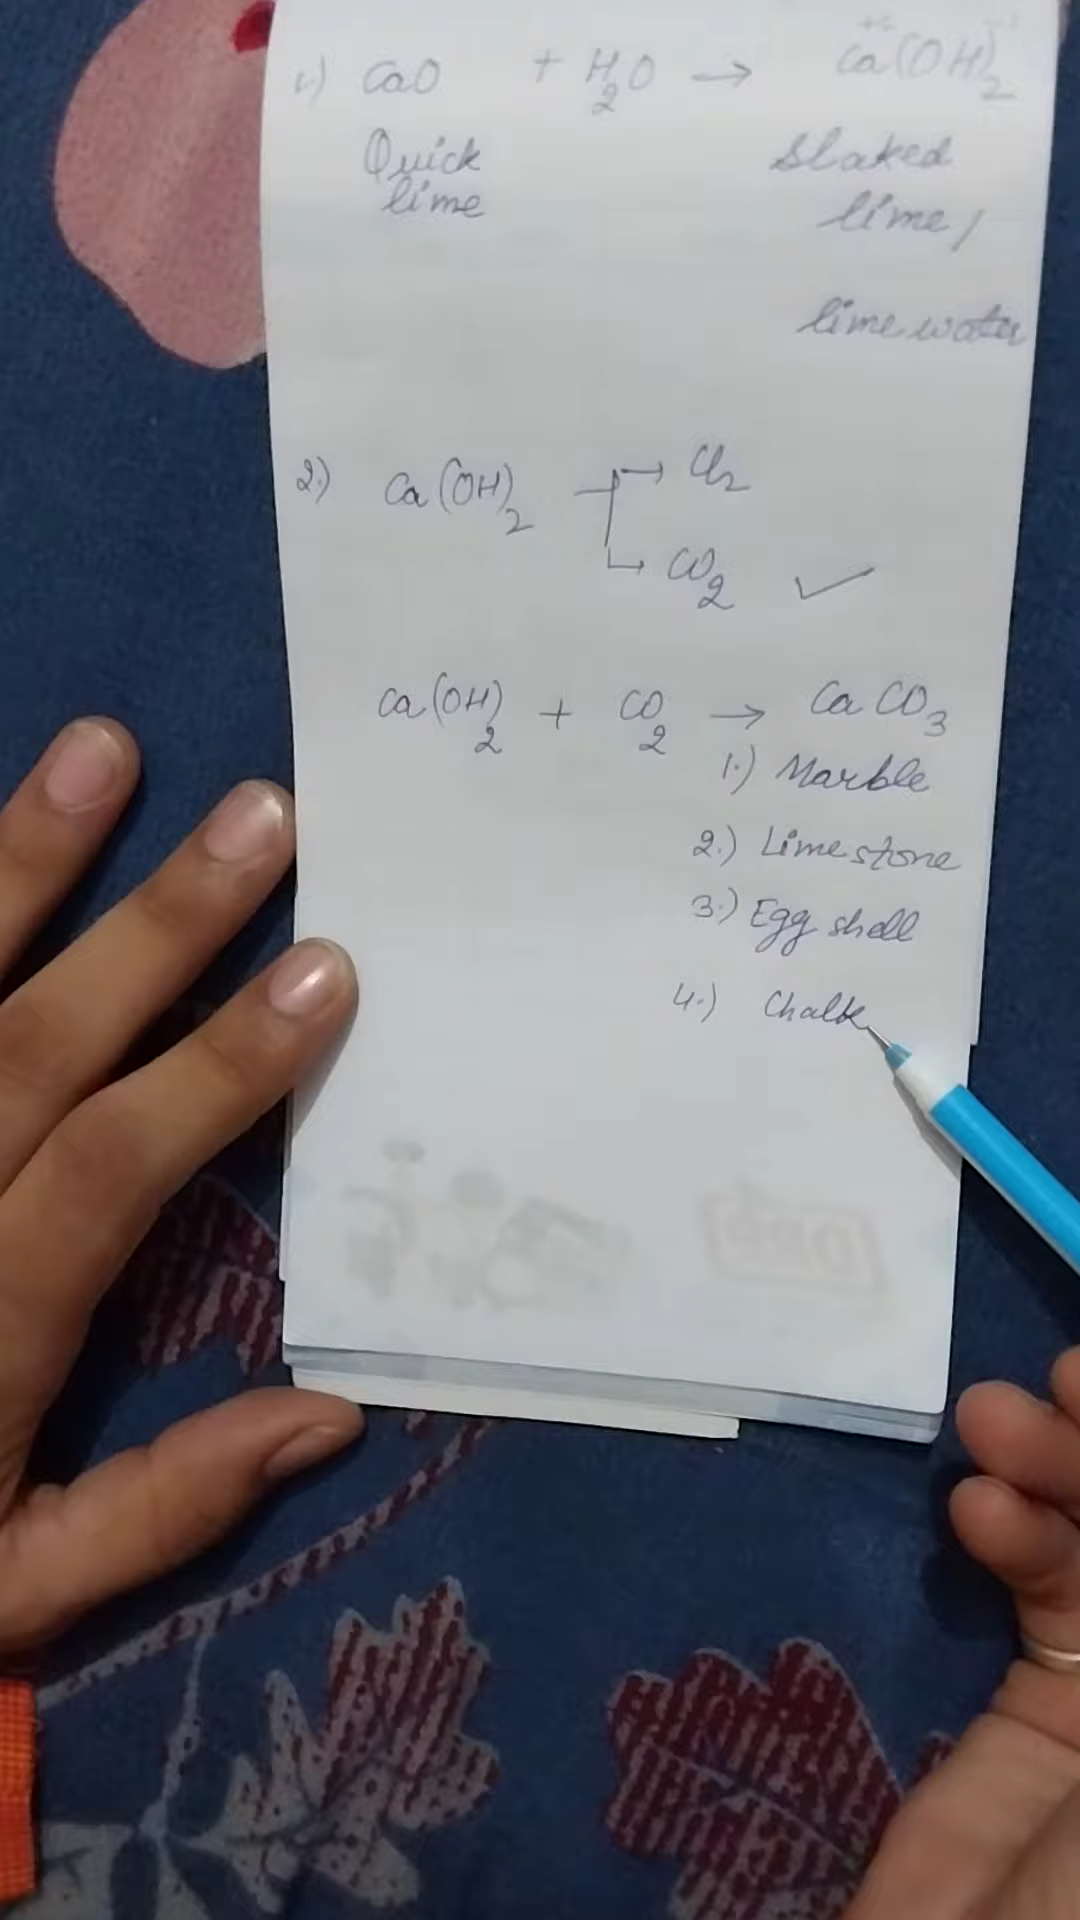 1.) CaO + H2O → Ca(OH)2
Quick Slaked
lime lime/
lime water
2.) Ca(OH)2 → Cl2
→ CO2 ✓
Ca(OH)2 + CO2 → CaCO3
1.) Marble
2.) Limestone
3.) Egg shell
4.) Chalk